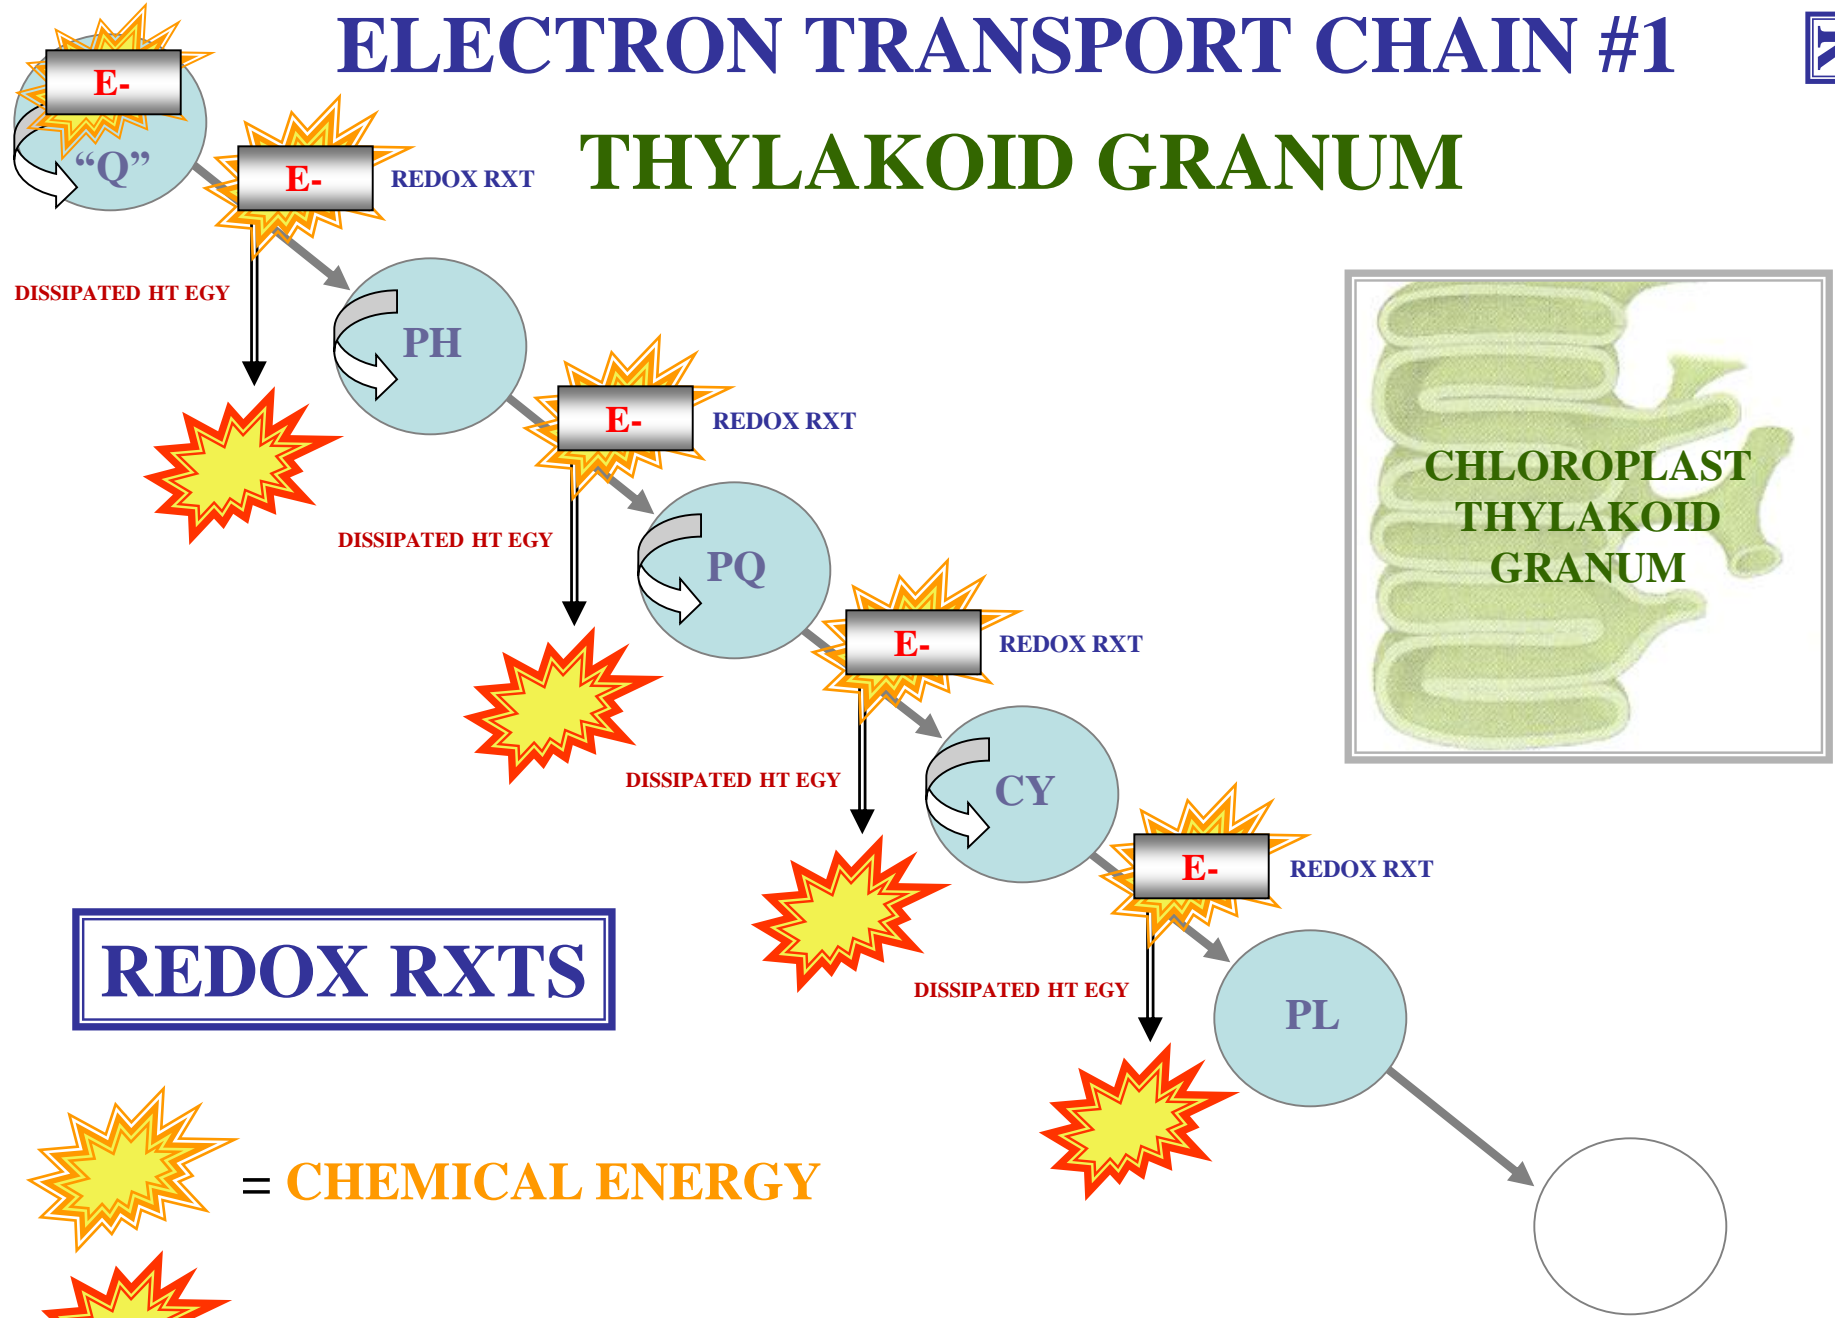 ELECTRON TRANSPORT CHAIN #1
THYLAKOID GRANUM
E-
“Q”
E-
REDOX RXT
DISSIPATED HT EGY
PH
E-
REDOX RXT
DISSIPATED HT EGY
PQ
E-
REDOX RXT
DISSIPATED HT EGY
CY
E-
REDOX RXT
DISSIPATED HT EGY
PL
CHLOROPLAST
THYLAKOID
GRANUM
REDOX RXTS
= CHEMICAL ENERGY